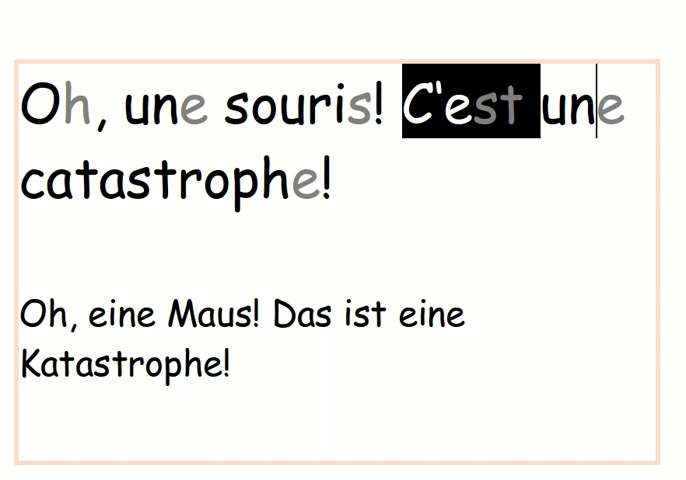 Oh, une souris! C‘est une
catastrophe!
Oh, eine Maus! Das ist eine
Katastrophe!